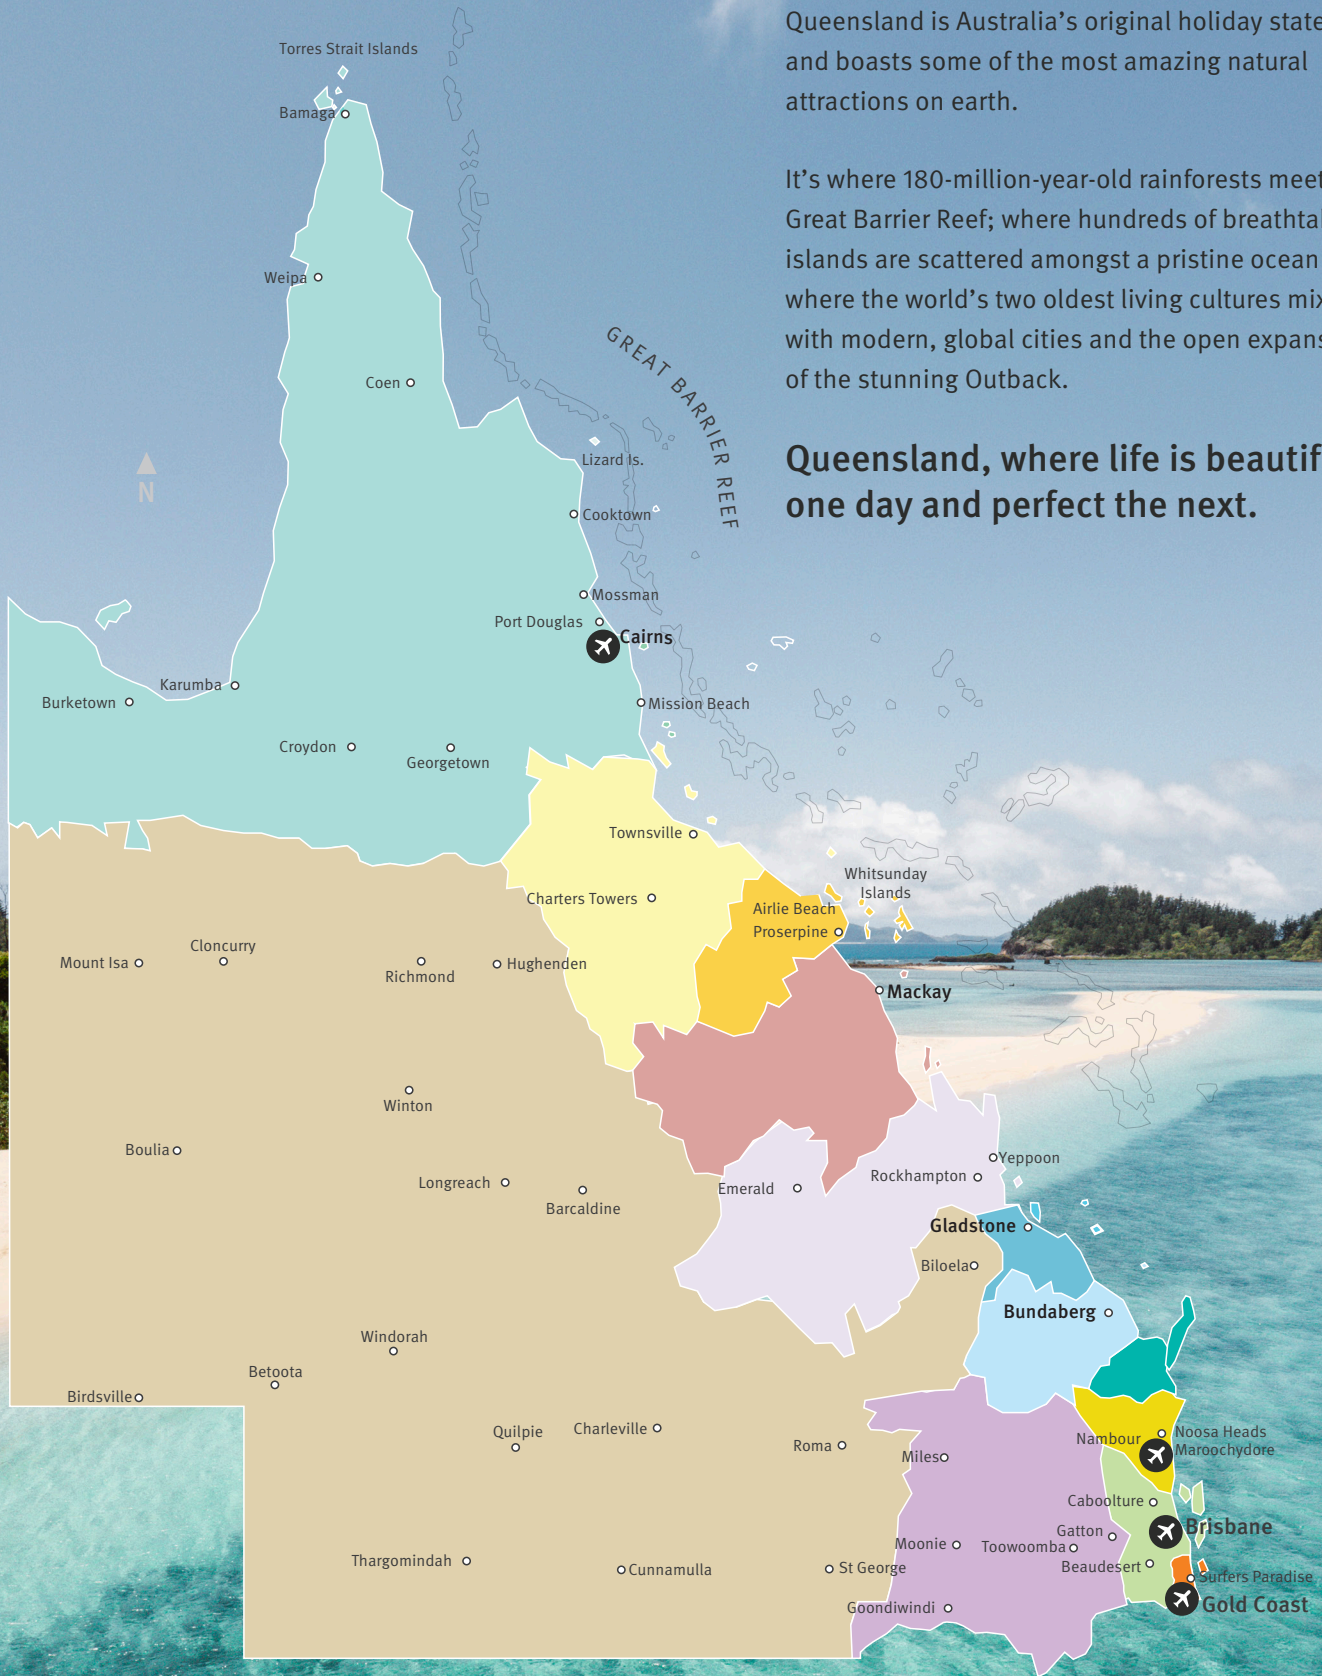 Queensland is Australia's original holiday state
and boasts some of the most amazing natural
attractions on earth.
It's where 180-million-year-old rainforests meet
Great Barrier Reef; where hundreds of
islands are scattered amongst a pristine ocean
where the world's two oldest living cultures mix
with modern, global cities and the open
of the stunning Outback.
Queensland, where life is
one day and perfect the next.
Torres Strait Islands
Bamaga
Weipa
Coen
GREAT BARRIER REEF
N
Lizard Is.
Cooktown
Mossman
Port Douglas
Cairns
Karumba
Burketown
Mission Beach
Croydon
Georgetown
Townsville
Whitsunday
Islands
Charters Towers
Airlie Beach
Proserpine
Cloncurry
Mount Isa
Richmond
Hughenden
Mackay
Winton
Boulia
Yeppoon
Rockhampton
Longreach
Emerald
Barcaldine
Gladstone
Biloela
Bundaberg
Windorah
Betoota
Birdsville
Quilpie
Charleville
Roma
Miles
Nambour
Noosa Heads
Maroochydore
Caboolture
Brisbane
Gatton
Moonie
Toowoomba
Thargomindah
Cunnamulla
St George
Beaudesert
Surfers Paradise
Goondiwindi
Gold Coast